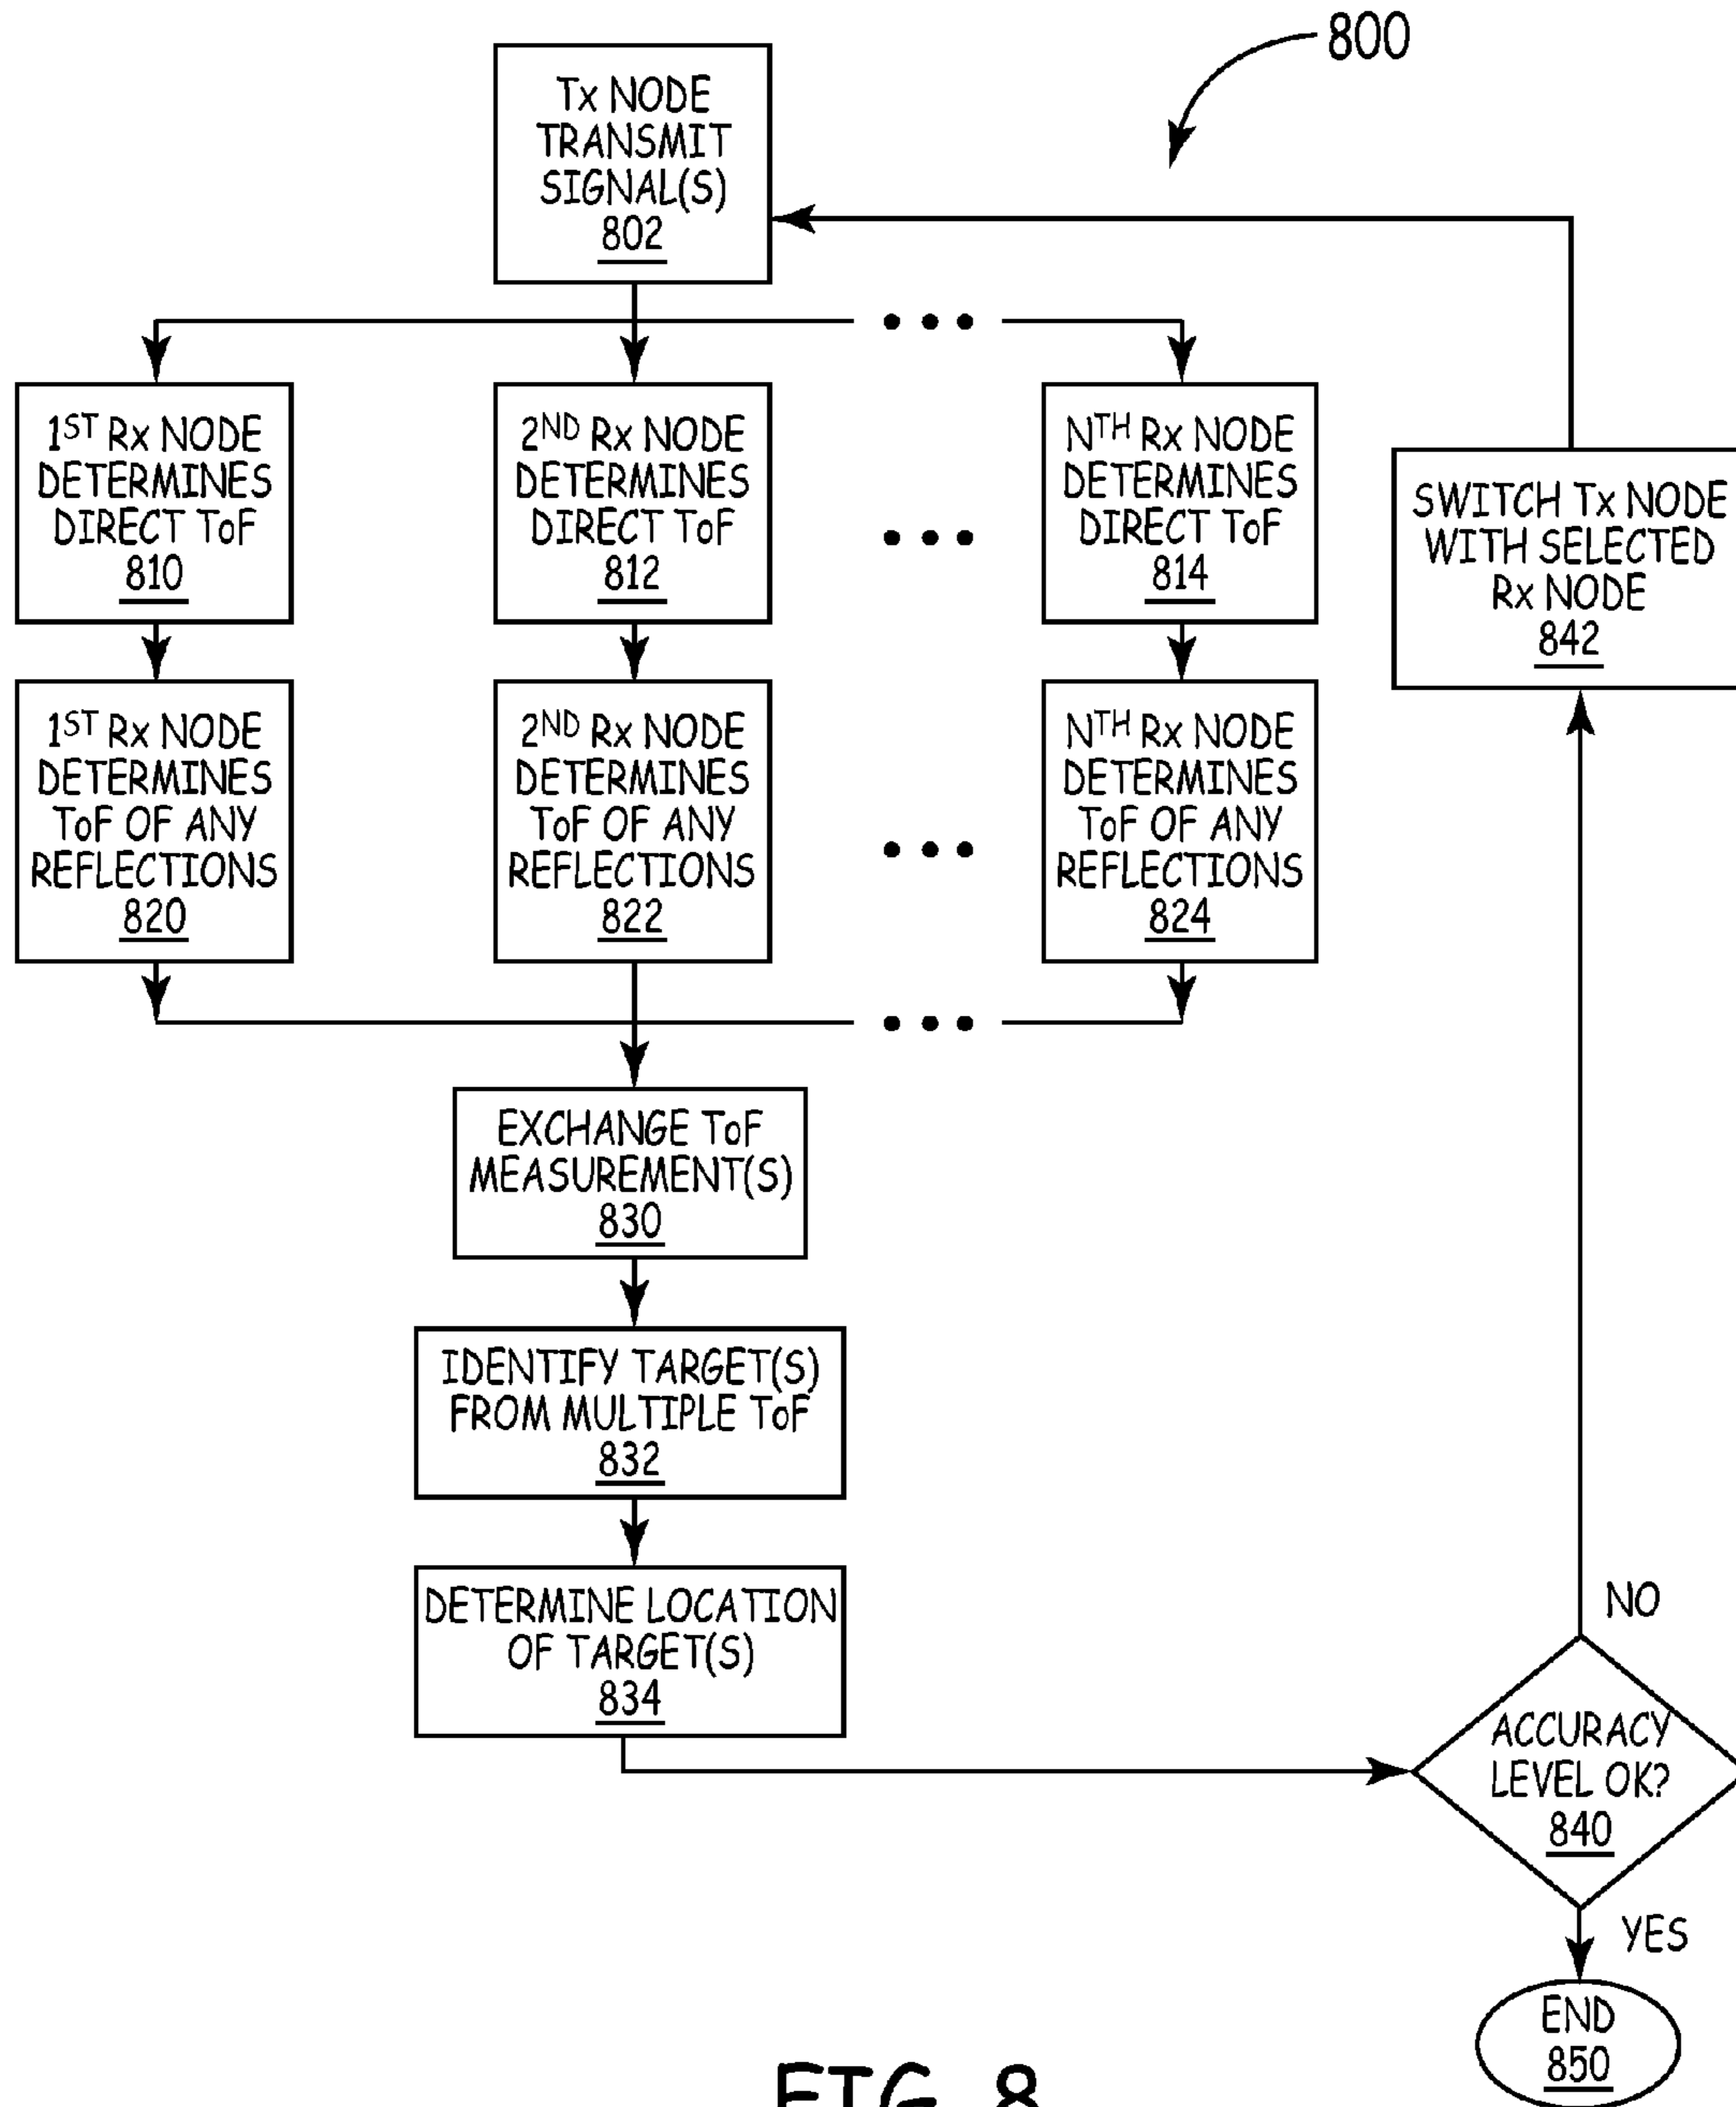 800
Tx NODE
TRANSMIT
SIGNAL(S)
802
1ST Rx NODE
DETERMINES
DIRECT ToF
810
2ND Rx NODE
DETERMINES
DIRECT ToF
812
NTH Rx NODE
DETERMINES
DIRECT ToF
814
SWITCH Tx NODE
WITH SELECTED
Rx NODE
842
1ST Rx NODE
DETERMINES
ToF OF ANY
REFLECTIONS
820
2ND Rx NODE
DETERMINES
ToF OF ANY
REFLECTIONS
822
NTH Rx NODE
DETERMINES
ToF OF ANY
REFLECTIONS
824
EXCHANGE ToF
MEASUREMENT(S)
830
IDENTIFY TARGET(S)
FROM MULTIPLE ToF
832
DETERMINE LOCATION
OF TARGET(S)
834
NO
ACCURACY
LEVEL OK?
840
YES
END
850
FIG. 8